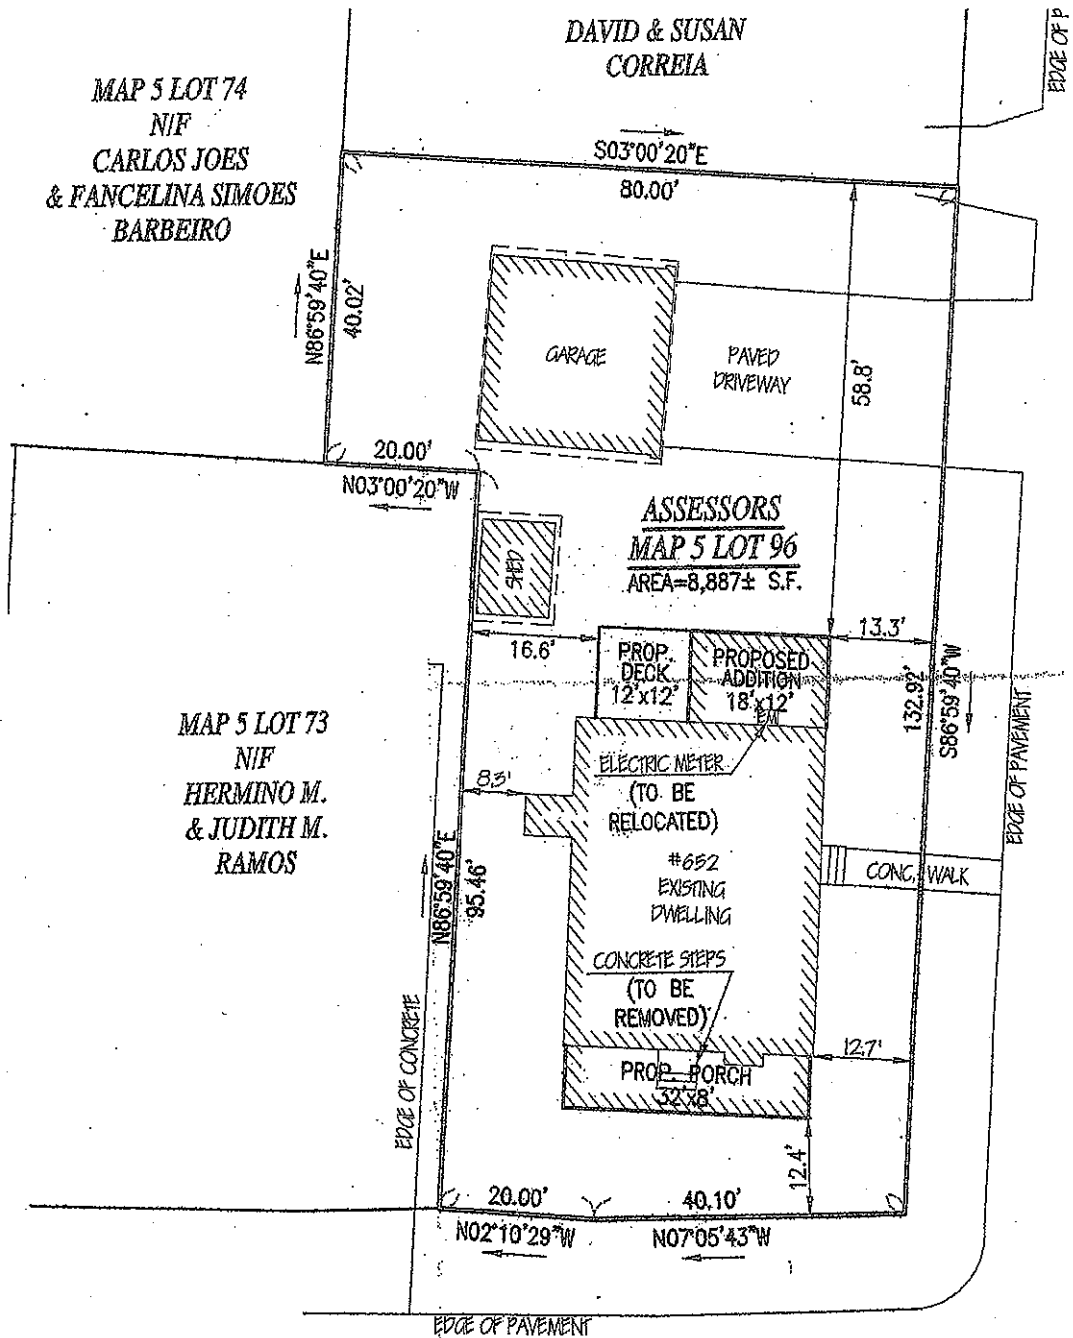 DAVID & SUSAN
CORREIA
EDGE OF P
MAP 5 LOT 74
N/F
CARLOS JOES
& FANCELINA SIMOES
BARBEIRO
S03°00'20"E
80.00'
N86°59'40"E
40.02'
GARAGE
PAVED
DRIVEWAY
58.8'
20.00'
N03°00'20"W
ASSESSORS
MAP 5 LOT 96
AREA=8,887± S.F.
SHED
16.6'
PROP.
DECK
12'x12'
PROPOSED
ADDITION
18'x12'
EM
13.3'
132.92'
S86°59'40"W
EDGE OF PAVEMENT
MAP 5 LOT 73
N/F
HERMINO M.
& JUDITH M.
RAMOS
8.3'
ELECTRIC METER
(TO BE
RELOCATED)
N86°59'40"E
95.46'
#652
EXISTING
DWELLING
CONC. WALK
CONCRETE STEPS
(TO BE
REMOVED)
12.7'
PROP. PORCH
32'x8'
EDGE OF CONCRETE
12.4'
20.00'
40.10'
N02°10'29"W
N07°05'43"W
EDGE OF PAVEMENT